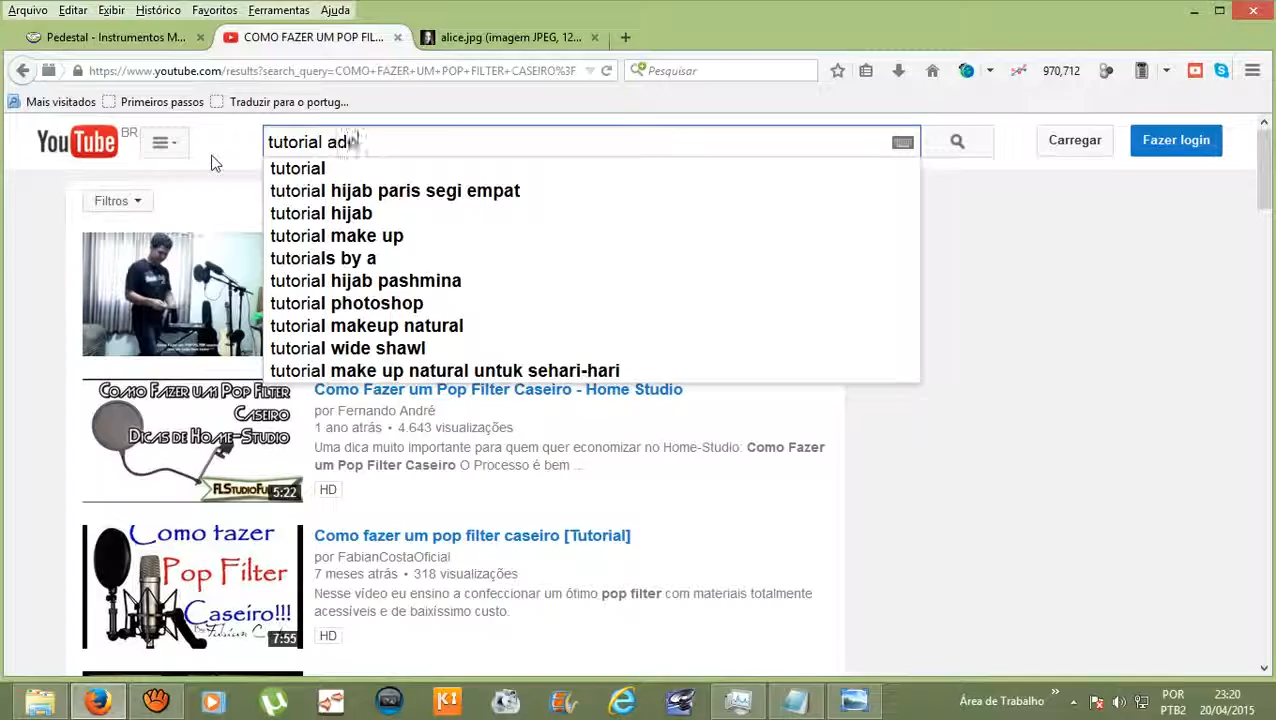 Arquivo Editar Exibir Histórico Favoritos Ferramentas Ajuda
Pedestal - Instrumentos M... COMO FAZER UM POP FIL... alice.jpg (imagem JPEG, 12...
https://www.youtube.com/results?search_query=COMO+FAZER+UM+POP+FILTER+CASEIRO%3F Pesquisar 970,712
Mais visitados Primeiros passos Traduzir para o portug...
YouTube BR tutorial ado Carregar Fazer login
tutorial
tutorial hijab paris segi empat
Filtros
tutorial hijab
tutorial make up
tutorials by a
tutorial hijab pashmina
tutorial photoshop
tutorial makeup natural
tutorial wide shawl
tutorial make up natural untuk sehari-hari
Como Fazer um Pop Filter Caseiro - Home Studio
por Fernando André
1 ano atrás • 4.643 visualizações
Uma dica muito importante para quem quer economizar no Home-Studio: Como Fazer
um Pop Filter Caseiro O Processo é bem ...
HD
Como Fazer um Pop Filter
Caseiro
Dicas de Home-Studio
5:22
Como fazer um pop filter caseiro [Tutorial]
por FabianCostaOficial
7 meses atrás • 318 visualizações
Nesse vídeo eu ensino a confeccionar um ótimo pop filter com materiais totalmente
acessíveis e de baixíssimo custo.
HD
Como fazer
Pop Filter
Caseiro!!!
7:55
K1
Área de Trabalho
POR
PTB2
23:20
20/04/2015